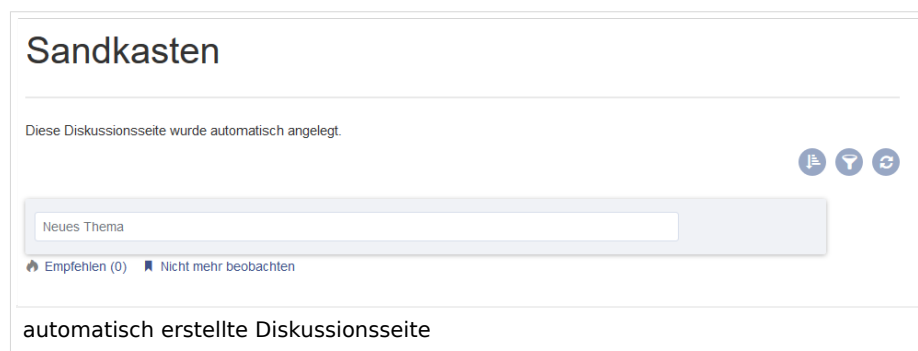 Sandkasten
Diese Diskussionsseite wurde automatisch angelegt.
Neues Thema
Empfehlen (0) Nicht mehr beobachten
automatisch erstellte Diskussionsseite